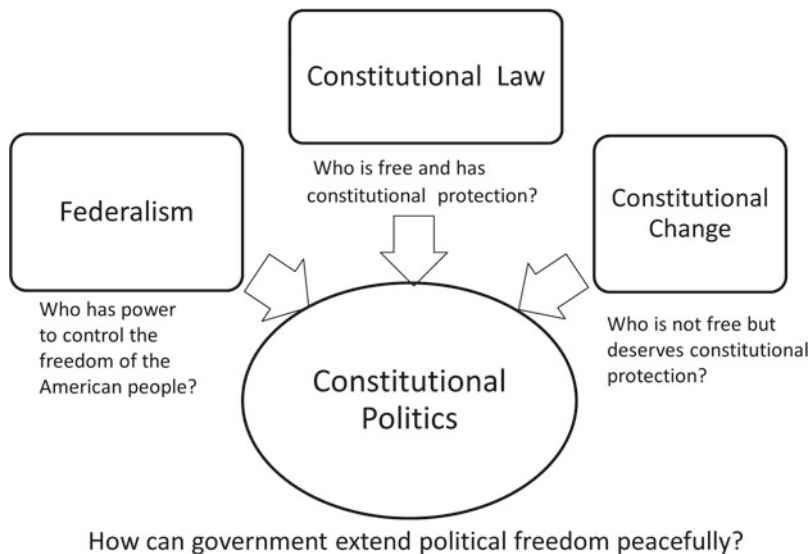 Constitutional Law
Who is free and has
constitutional protection?
Federalism
Who has power
to control the
freedom of the
American people?
Constitutional
Change
Who is not free but
deserves constitutional
protection?
Constitutional
Politics
How can government extend political freedom peacefully?